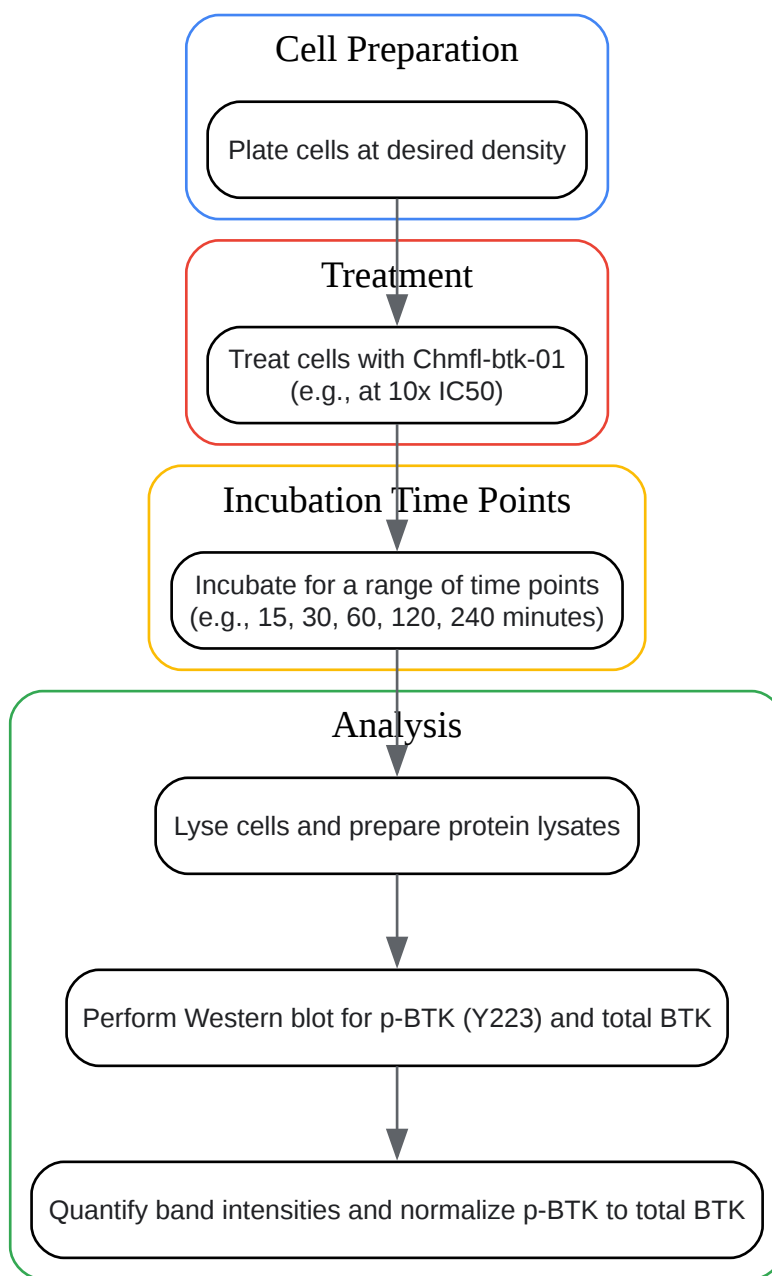 Cell Preparation
Plate cells at desired density
Treatment
Treat cells with Chmfl-btk-01
(e.g., at 10x IC50)
Incubation Time Points
Incubate for a range of time points
(e.g., 15, 30, 60, 120, 240 minutes)
Analysis
Lyse cells and prepare protein lysates
Perform Western blot for p-BTK (Y223) and total BTK
Quantify band intensities and normalize p-BTK to total BTK